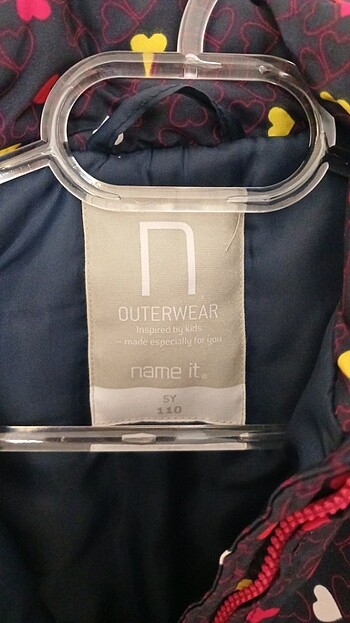 n
OUTERWEAR
Inspired by kids
– made especially for you
name it®
5Y
110